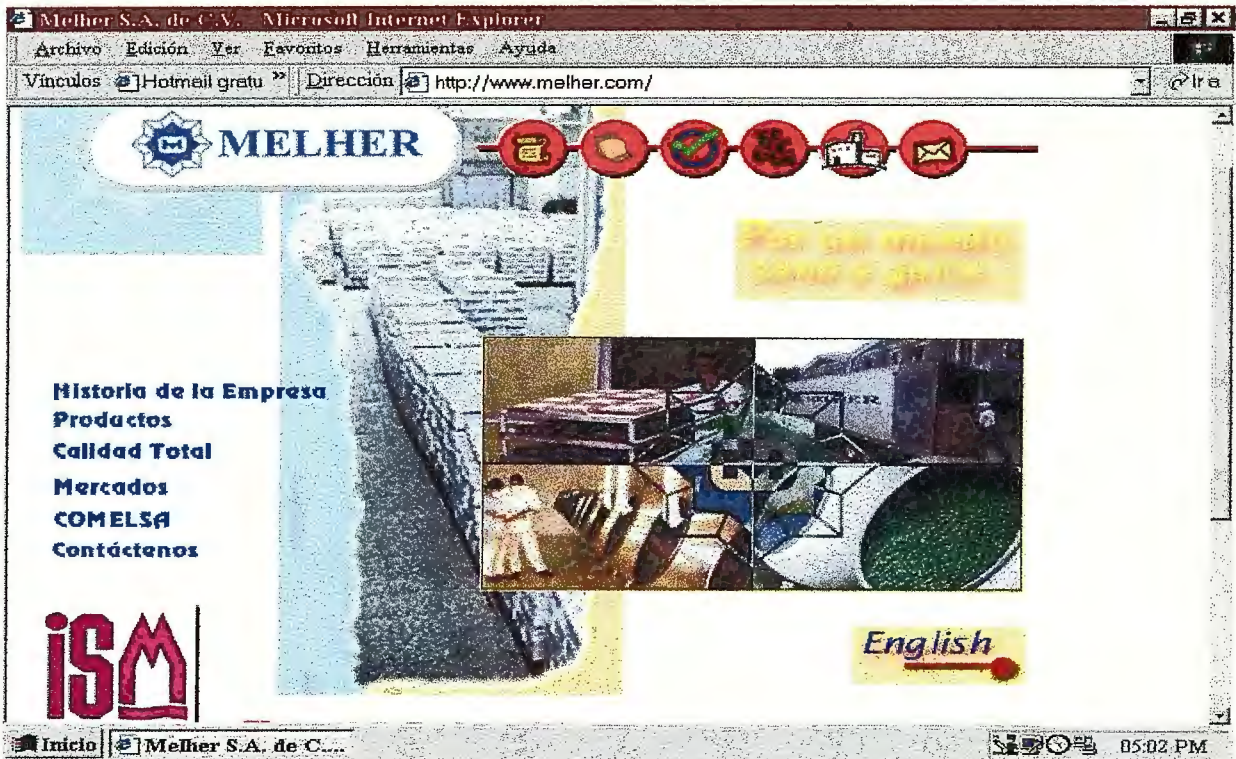 Melher S.A. de C.V. Microsoft Internet Explorer
Archivo Edición Ver Favoritos Herramientas Ayuda
Vínculos Hotmail gratu » Dirección http://www.melher.com/ Ir a
MELHER
Historia de la Empresa
Productos
Calidad Total
Mercados
COMELSA
Contáctenos
English
iSM
Inicio Melher S.A. de C.... 05:02 PM